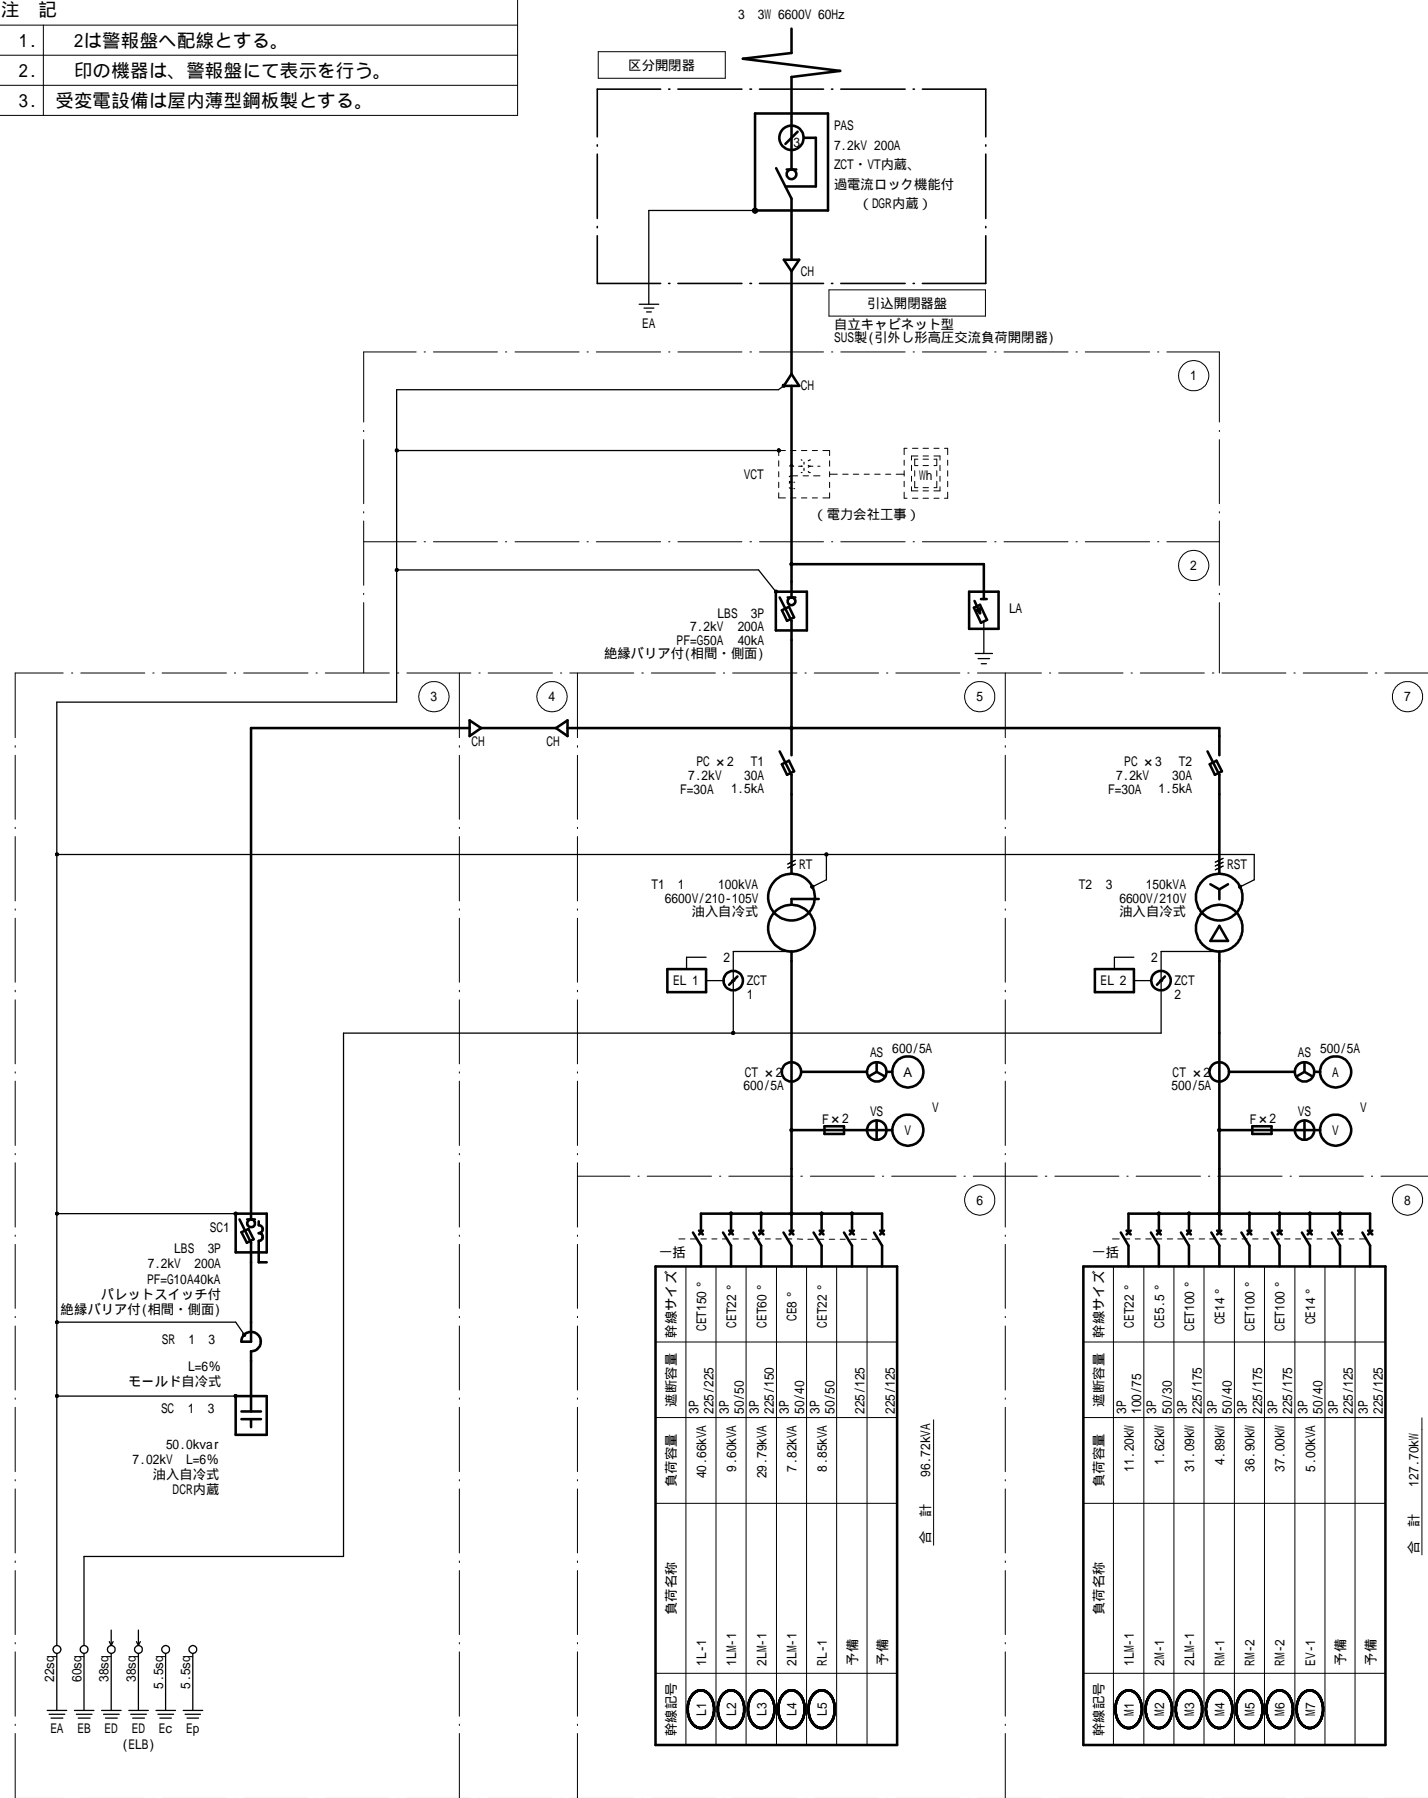 注 記
1. 2は警報盤へ配線とする。
2. 印の機器は、警報盤にて表示を行う。
3. 受変電設備は屋内薄型鋼板製とする。
3 3W 6600V 60Hz
区分開閉器
PAS
7.2kV 200A
ZCT・VT内蔵、
過電流ロック機能付
(DGR内蔵)
3
CH
EA
引込開閉器盤
自立キャビネット型
SUS製(引外し形高圧交流負荷開閉器)
1
CH
VCT
Wh
(電力会社工事)
2
LBS 3P
7.2kV 200A
PF=G50A 40kA
絶縁バリア付(相間・側面)
LA
3
4
5
7
CH
CH
PC×2 T1
7.2kV 30A
F=30A 1.5kA
PC×3 T2
7.2kV 30A
F=30A 1.5kA
RT
T1 1 100kVA
6600V/210-105V
油入自冷式
RST
T2 3 150kVA
6600V/210V
油入自冷式
2
EL 1
ZCT
1
2
EL 2
ZCT
2
CT×2
600/5A
AS
600/5A
A
F×2
VS
V
V
CT×2
500/5A
AS
500/5A
A
F×2
VS
V
V
6
8
SC1
LBS 3P
7.2kV 200A
PF=G10A40kA
パレットスイッチ付
絶縁バリア付(相間・側面)
SR 1 3
L=6%
モールド自冷式
SC 1 3
50.0kvar
7.02kV L=6%
油入自冷式
DCR内蔵
22sq
60sq
38sq
38sq
5.5sq
5.5sq
EA
EB
ED
ED
Ec
Ep
(ELB)
一括
幹線記号 負荷名称 負荷容量 遮断容量 幹線サイズ
L1 1L-1 40.66kVA 3P 225/225 CET150°
L2 1LM-1 9.60kVA 3P 50/50 CET22°
L3 2LM-1 29.79kVA 3P 225/150 CET60°
L4 2LM-1 7.82kVA 3P 50/40 CE8°
L5 RL-1 8.85kVA 3P 50/50 CET22°
予備 225/125
予備 225/125
合 計 96.72kVA
一括
幹線記号 負荷名称 負荷容量 遮断容量 幹線サイズ
M1 1LM-1 11.20kW 3P 100/75 CET22°
M2 2M-1 1.62kW 3P 50/30 CE5.5°
M3 2LM-1 31.09kW 3P 225/175 CET100°
M4 RM-1 4.89kW 3P 50/40 CE14°
M5 RM-2 36.90kW 3P 225/175 CET100°
M6 RM-2 37.00kW 3P 225/175 CET100°
M7 EV-1 5.00kVA 3P 50/40 CE14°
予備 3P 225/125
予備 3P 225/125
合 計 127.70kW